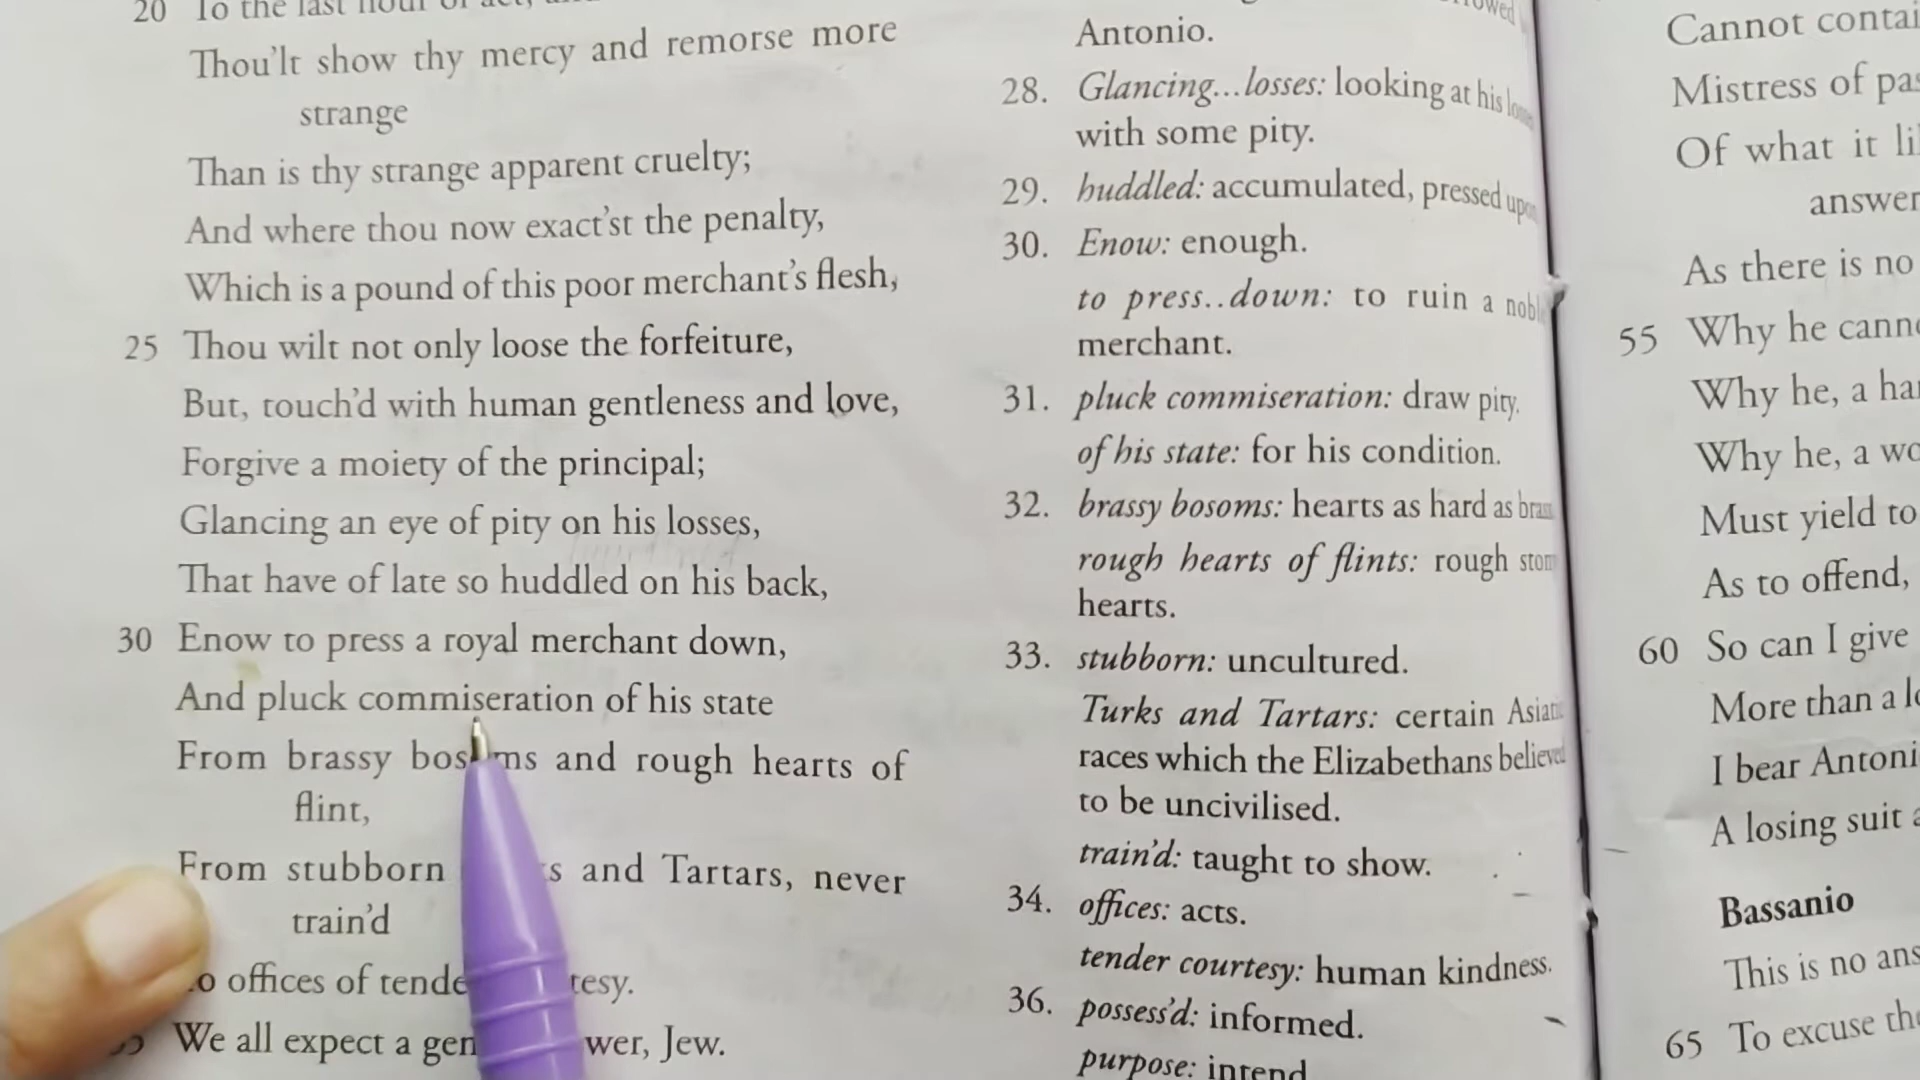 20 To the last hour of act,
Thou'lt show thy mercy and remorse more
strange
Than is thy strange apparent cruelty;
And where thou now exact'st the penalty,
Which is a pound of this poor merchant's flesh,
25 Thou wilt not only loose the forfeiture,
But, touch'd with human gentleness and love,
Forgive a moiety of the principal;
Glancing an eye of pity on his losses,
That have of late so huddled on his back,
30 Enow to press a royal merchant down,
And pluck commiseration of his state
From brassy and rough hearts of
flint,
From stubborn and Tartars, never
train'd
offices of
We all expect a Jew.
Antonio.
28. Glancing...losses: looking at his
with some pity.
29. huddled: accumulated, pressed upon
30. Enow: enough.
to press..down: to ruin a
merchant.
31. pluck commiseration: draw pity.
of his state: for his condition.
32. brassy bosoms: hearts as hard as
rough hearts of flints: rough
hearts.
33. stubborn: uncultured.
Turks and Tartars: certain
races which the Elizabethans
to be uncivilised.
train'd: taught to show.
34. offices: acts.
tender courtesy: human kindness.
36. possess'd: informed.
purpose: intend
Cannot
Mistress of
Of what it
answer
As there is no
55 Why he
Why he, a
Why he, a
Must yield to
As to offend,
60 So can I give
More than a
I bear
A losing suit
Bassanio
This is no
65 To excuse